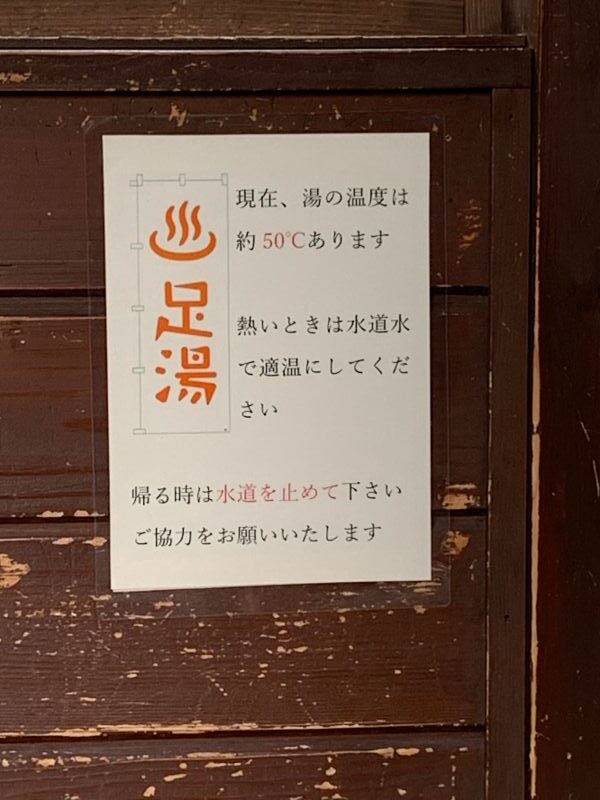 足湯
現在、湯の温度は
約50℃あります
熱いときは水道水
で適温にしてくだ
さい
帰る時は水道を止めて下さい
ご協力をお願いいたします